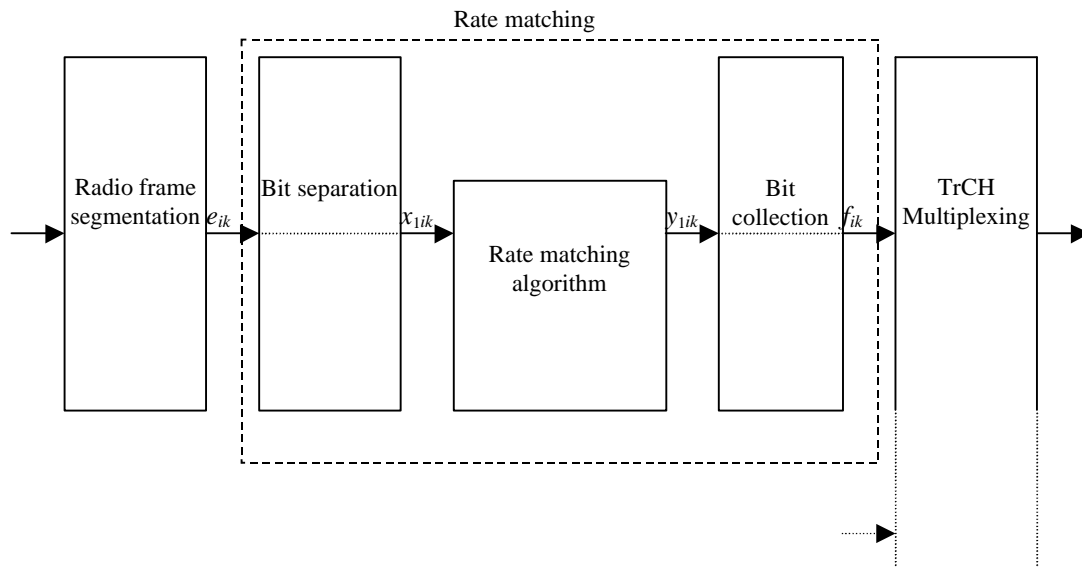 Rate matching
Radio frame
segmentation
e_ik
Bit separation
x_1ik
Rate matching
algorithm
y_1ik
Bit
collection
f_ik
TrCH
Multiplexing